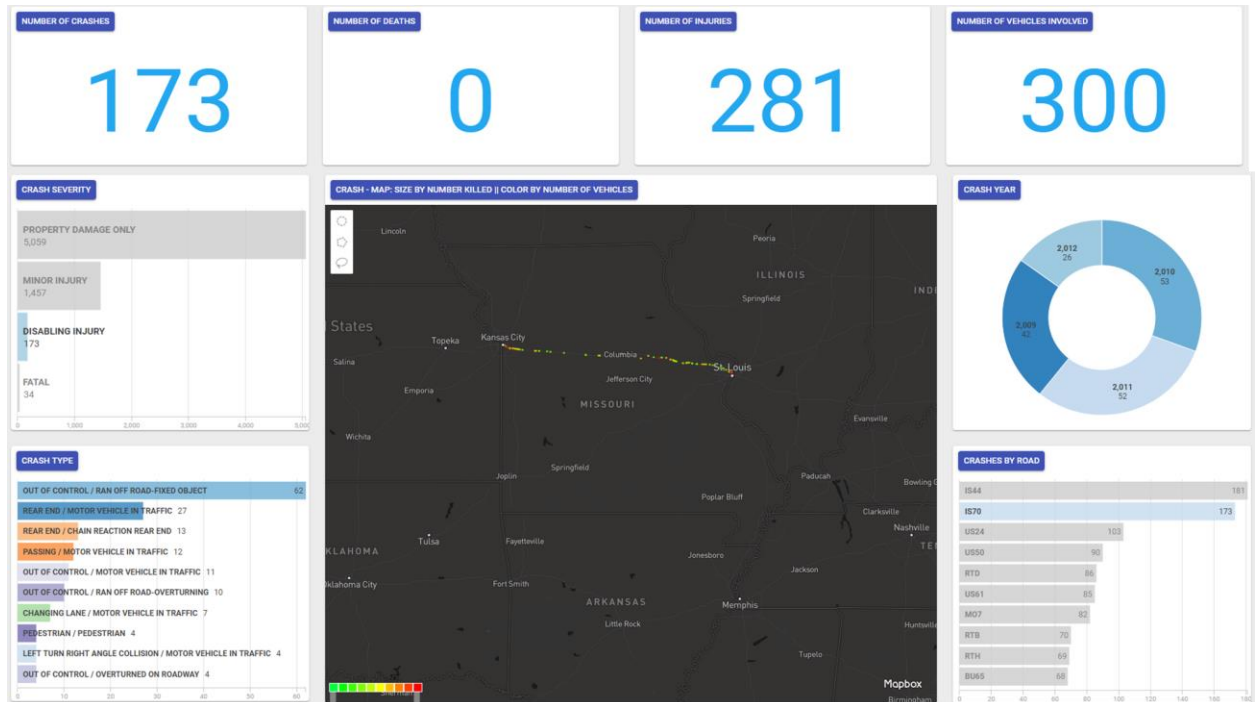 NUMBER OF CRASHES
173
NUMBER OF DEATHS
0
NUMBER OF INJURIES
281
NUMBER OF VEHICLES INVOLVED
300
CRASH SEVERITY
PROPERTY DAMAGE ONLY
5,059
MINOR INJURY
1,457
DISABLING INJURY
173
FATAL
34
0 1,000 2,000 3,000 4,000 5,000
CRASH - MAP: SIZE BY NUMBER KILLED || COLOR BY NUMBER OF VEHICLES
Lincoln
Peoria
ILLINOIS
INDI
Springfield
d States
Topeka
Kansas City
Salina
Columbia
St. Louis
Jefferson City
Emporia
MISSOURI
Evansville
Wichita
Springfield
Joplin
Paducah
Bowling G
Poplar Bluff
Clarksville
Nashville
Tulsa
Fayetteville
KLAHOMA
TEN
Jonesboro
Jackson
Oklahoma City
Fort Smith
ARKANSAS
Memphis
Little Rock
Huntsville
Tupelo
Mapbox
Sherman
Birmingham
CRASH YEAR
2,012
26
2,010
53
2,009
42
2,011
52
CRASH TYPE
OUT OF CONTROL / RAN OFF ROAD-FIXED OBJECT 62
REAR END / MOTOR VEHICLE IN TRAFFIC 27
REAR END / CHAIN REACTION REAR END 13
PASSING / MOTOR VEHICLE IN TRAFFIC 12
OUT OF CONTROL / MOTOR VEHICLE IN TRAFFIC 11
OUT OF CONTROL / RAN OFF ROAD-OVERTURNING 10
CHANGING LANE / MOTOR VEHICLE IN TRAFFIC 7
PEDESTRIAN / PEDESTRIAN 4
LEFT TURN RIGHT ANGLE COLLISION / MOTOR VEHICLE IN TRAFFIC 4
OUT OF CONTROL / OVERTURNED ON ROADWAY 4
0 10 20 30 40 50 60
CRASHES BY ROAD
IS44 181
IS70 173
US24 103
US50 90
RTD 86
US61 85
MO7 82
RTB 70
RTH 69
BU65 68
0 20 40 60 80 100 120 140 160 180